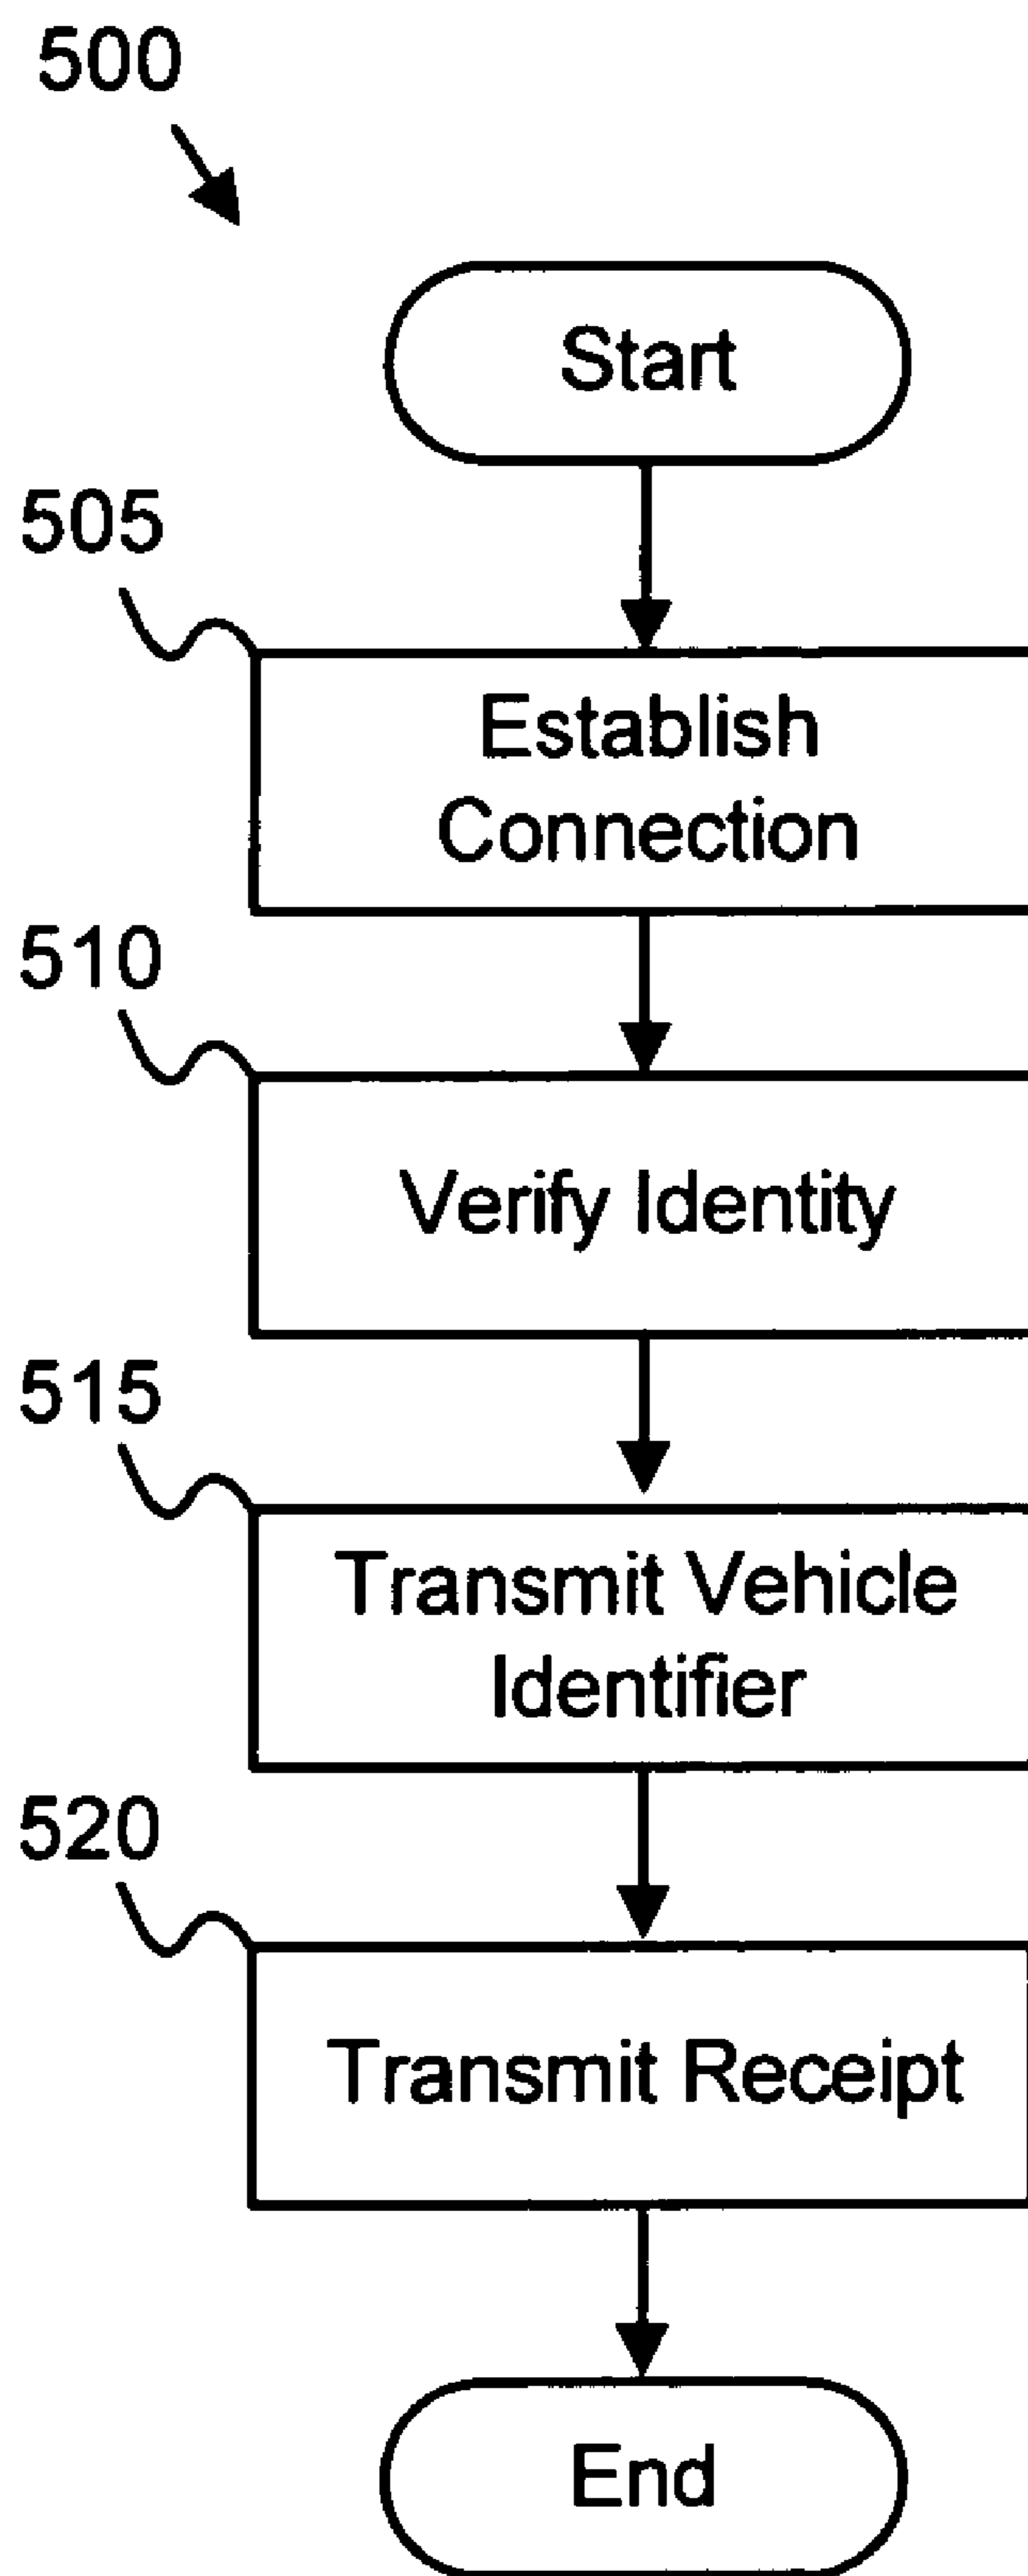 500
Start
505
Establish
Connection
510
Verify Identity
515
Transmit Vehicle
Identifier
520
Transmit Receipt
End